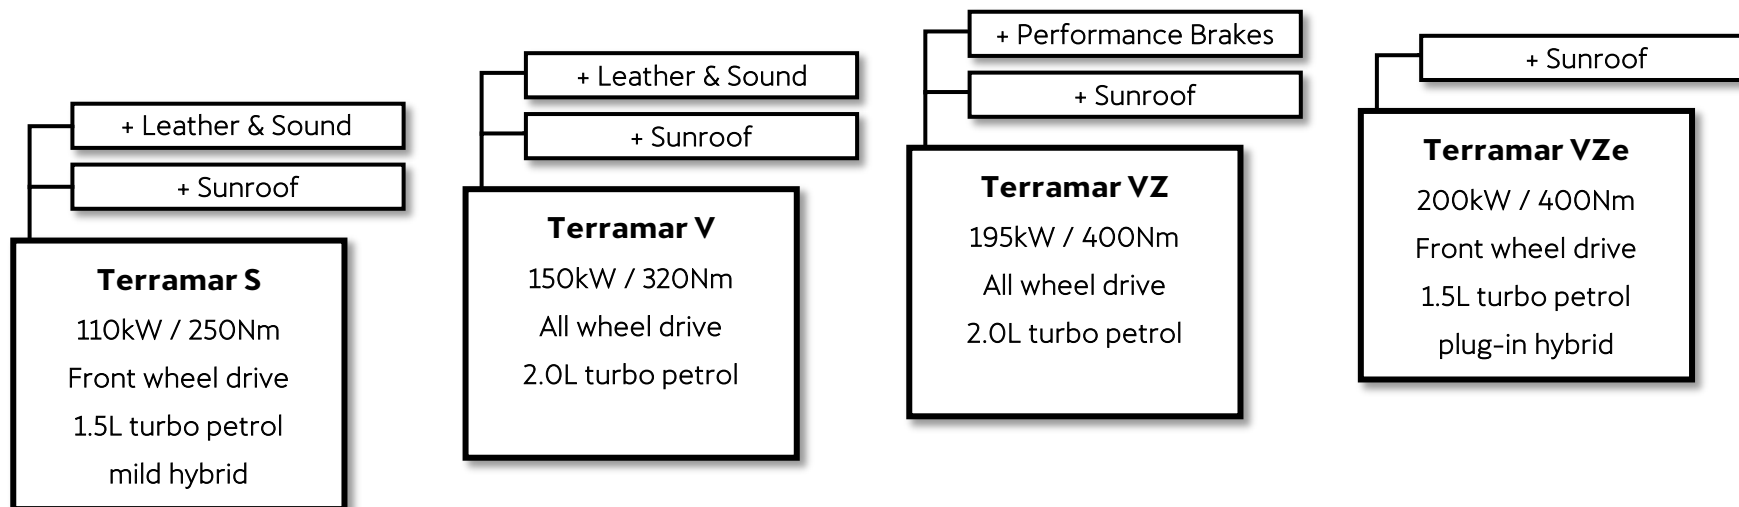 + Leather & Sound
+ Sunroof
Terramar S
110kW / 250Nm
Front wheel drive
1.5L turbo petrol
mild hybrid
+ Leather & Sound
+ Sunroof
Terramar V
150kW / 320Nm
All wheel drive
2.0L turbo petrol
+ Performance Brakes
+ Sunroof
Terramar VZ
195kW / 400Nm
All wheel drive
2.0L turbo petrol
+ Sunroof
Terramar VZe
200kW / 400Nm
Front wheel drive
1.5L turbo petrol
plug-in hybrid